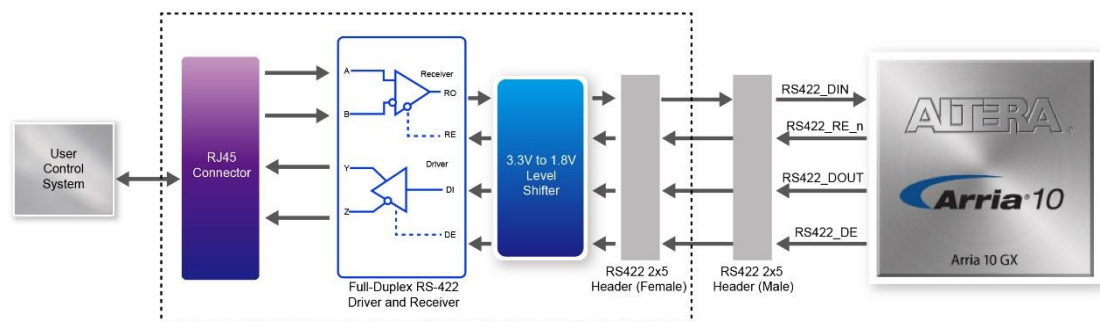 User
Control
System
RJ45
Connector
A
B
Y
Z
Receiver
RO
RE
Driver
DI
DE
Full-Duplex RS-422
Driver and Receiver
3.3V to 1.8V
Level
Shifter
RS422 2x5
Header (Female)
RS422 2x5
Header (Male)
RS422_DIN
RS422_RE_n
RS422_DOUT
RS422_DE
ALTERA®
Arria® 10
Arria 10 GX